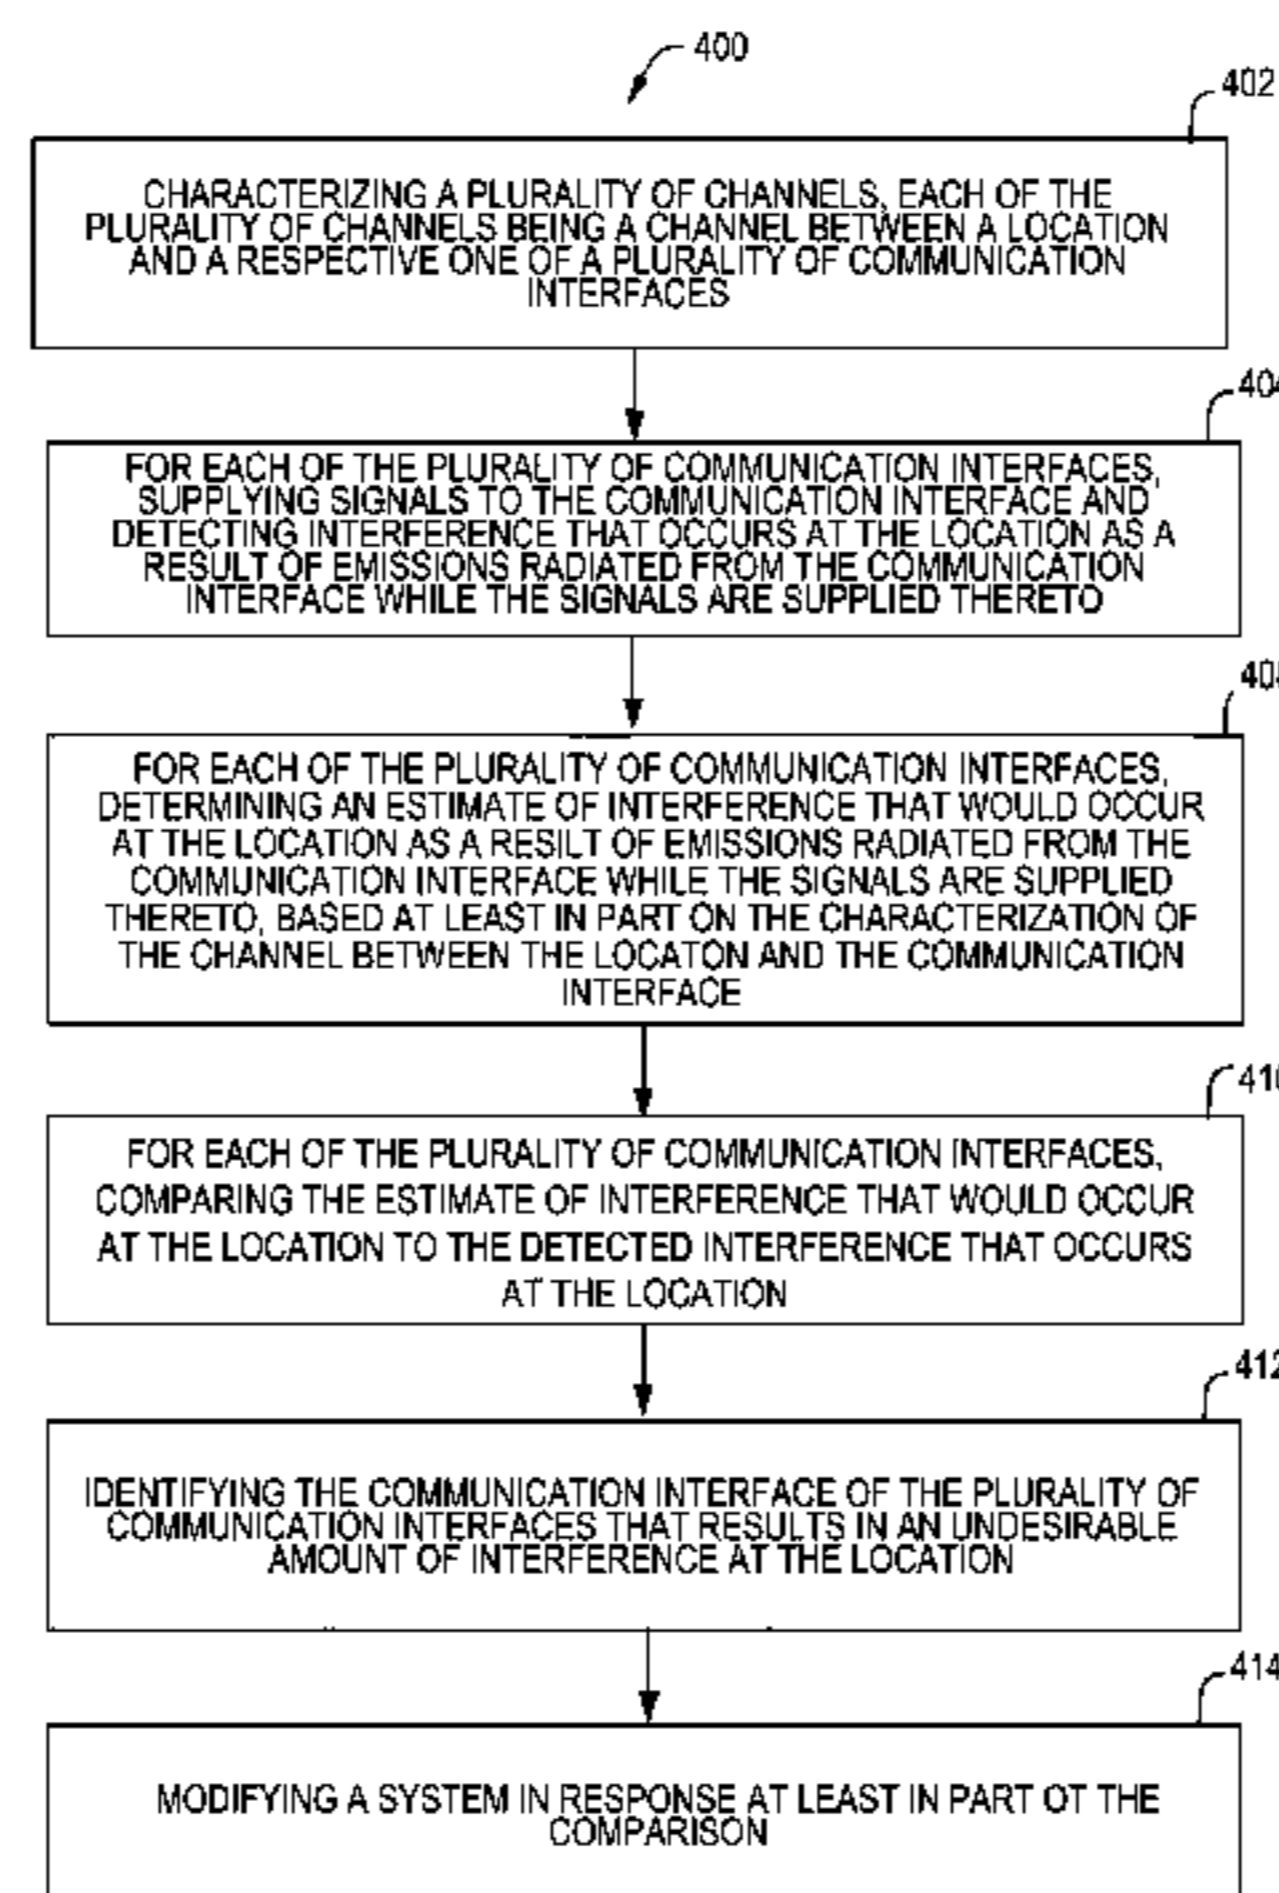 400
402
CHARACTERIZING A PLURALITY OF CHANNELS, EACH OF THE
PLURALITY OF CHANNELS BEING A CHANNEL BETWEEN A LOCATION
AND A RESPECTIVE ONE OF A PLURALITY OF COMMUNICATION
INTERFACES
FOR EACH OF THE PLURALITY OF COMMUNICATION INTERFACES,
SUPPLYING SIGNALS TO THE COMMUNICATION INTERFACE AND
DETECTING INTERFERENCE THAT OCCURS AT THE LOCATION AS A
RESULT OF EMISSIONS RADIATED FROM THE COMMUNICATION
INTERFACE WHILE THE SIGNALS ARE SUPPLIED THERETO
FOR EACH OF THE PLURALITY OF COMMUNICATION INTERFACES,
DETERMINING AN ESTIMATE OF INTERFERENCE THAT WOULD OCCUR
AT THE LOCATION AS A RESILT OF EMISSIONS RADIATED FROM THE
COMMUNICATION INTERFACE WHILE THE SIGNALS ARE SUPPLIED
THERETO, BASED AT LEAST IN PART ON THE CHARACTERIZATION OF
THE CHANNEL BETWEEN THE LOCATON AND THE COMMUNICATION
INTERFACE
410
FOR EACH OF THE PLURALITY OF COMMUNICATION INTERFACES,
COMPARING THE ESTIMATE OF INTERFERENCE THAT WOULD OCCUR
AT THE LOCATION TO THE DETECTED INTERFERENCE THAT OCCURS
AT THE LOCATION
412
IDENTIFYING THE COMMUNICATION INTERFACE OF THE PLURALITY OF
COMMUNICATION INTERFACES THAT RESULTS IN AN UNDESIRABLE
AMOUNT OF INTERFERENCE AT THE LOCATION
414
MODIFYING A SYSTEM IN RESPONSE AT LEAST IN PART OT THE
COMPARISON